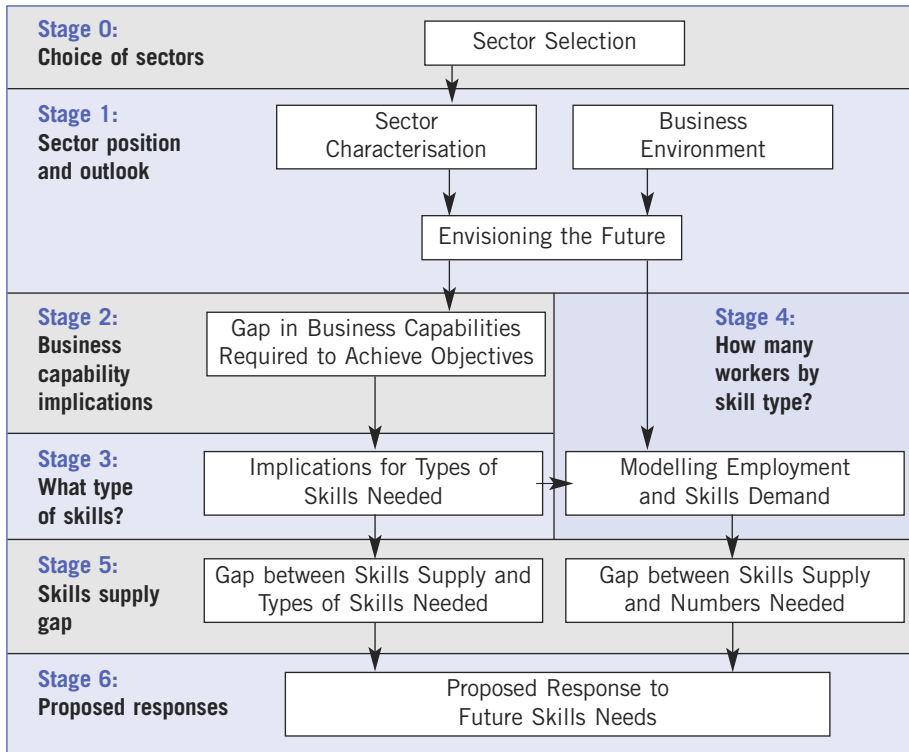 Stage 0:
Choice of sectors
Sector Selection
Stage 1:
Sector position
and outlook
Sector
Characterisation
Business
Environment
Envisioning the Future
Stage 2:
Business
capability
implications
Gap in Business Capabilities
Required to Achieve Objectives
Stage 4:
How many
workers by
skill type?
Stage 3:
What type
of skills?
Implications for Types of
Skills Needed
Modelling Employment
and Skills Demand
Stage 5:
Skills supply
gap
Gap between Skills Supply and
Types of Skills Needed
Gap between Skills Supply
and Numbers Needed
Stage 6:
Proposed responses
Proposed Response to
Future Skills Needs